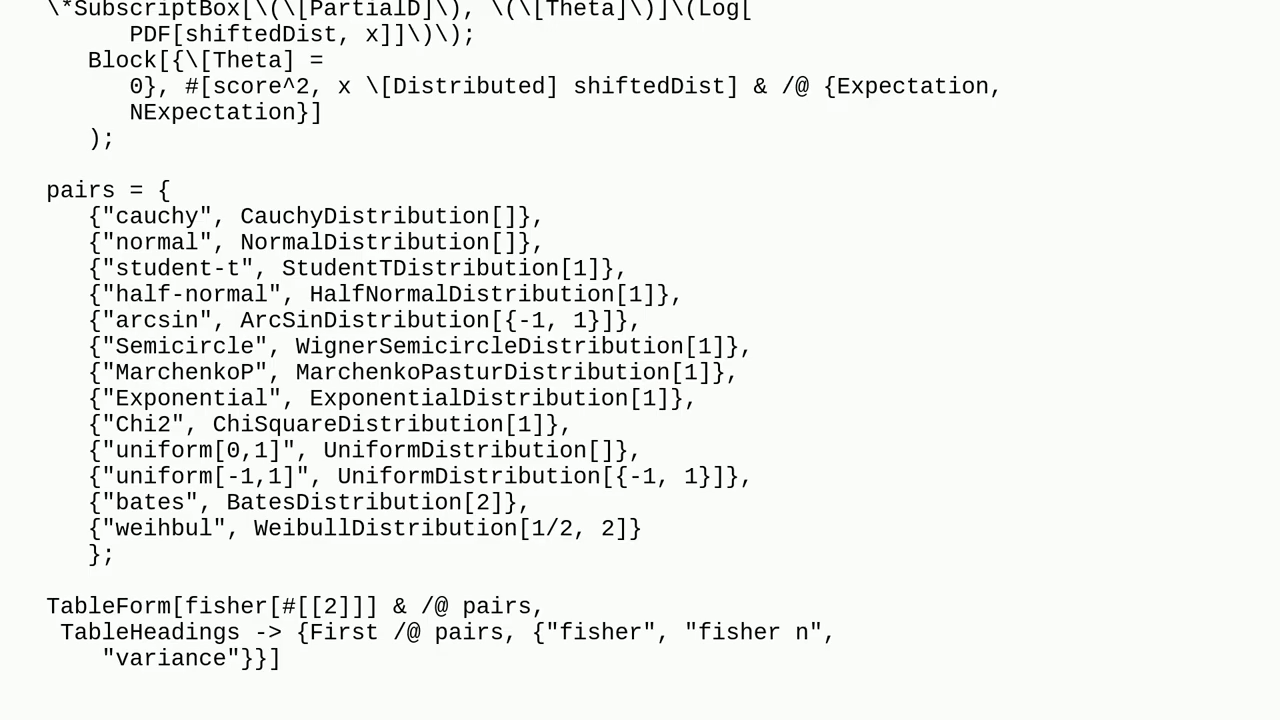 \*SubscriptBox[\(\[PartialD]\), \(\[Theta]\)]\(Log[
PDF[shiftedDist, x]]\)\);
Block[{\[Theta] =
0}, #[score^2, x \[Distributed] shiftedDist] & /@ {Expectation,
NExpectation}]
);
pairs = {
{"cauchy", CauchyDistribution[]},
{"normal", NormalDistribution[]},
{"student-t", StudentTDistribution[1]},
{"half-normal", HalfNormalDistribution[1]},
{"arcsin", ArcSinDistribution[{-1, 1}]},
{"Semicircle", WignerSemicircleDistribution[1]},
{"MarchenkoP", MarchenkoPasturDistribution[1]},
{"Exponential", ExponentialDistribution[1]},
{"Chi2", ChiSquareDistribution[1]},
{"uniform[0,1]", UniformDistribution[]},
{"uniform[-1,1]", UniformDistribution[{-1, 1}]},
{"bates", BatesDistribution[2]},
{"weihbul", WeibullDistribution[1/2, 2]}
};
TableForm[fisher[#[[2]]] & /@ pairs,
TableHeadings -> {First /@ pairs, {"fisher", "fisher n",
"variance"}}]